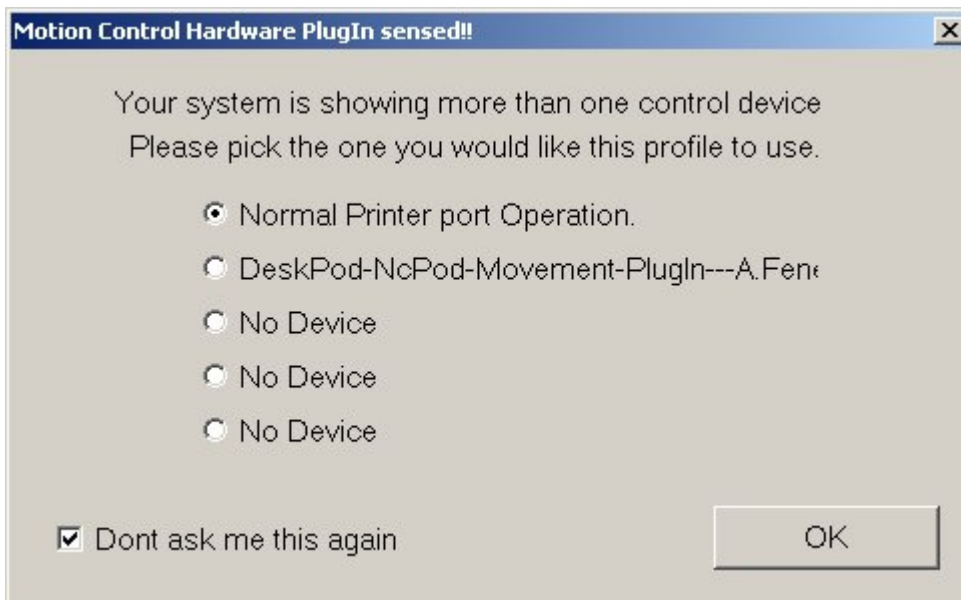 Motion Control Hardware PlugIn sensed!!
Your system is showing more than one control device
Please pick the one you would like this profile to use.
Normal Printer port Operation.
DeskPod-NcPod-Movement-PlugIn---A.Fene
No Device
No Device
No Device
Dont ask me this again
OK